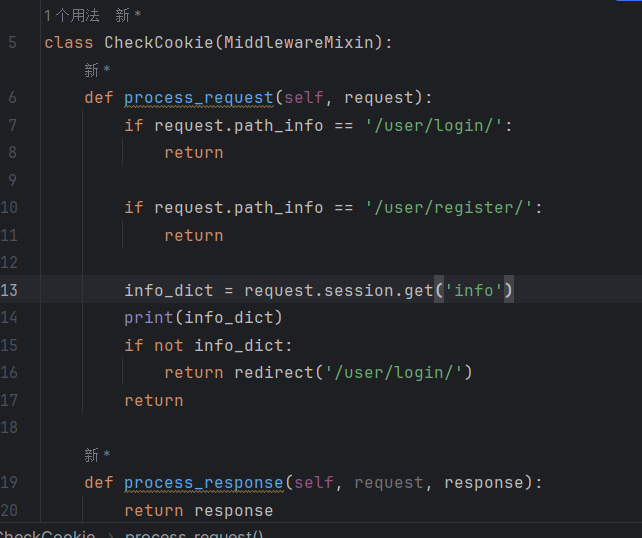 1 个用法 新 *
5 class CheckCookie(MiddlewareMixin):
新 *
6 def process_request(self, request):
7 if request.path_info == '/user/login/':
8 return
9
10 if request.path_info == '/user/register/':
11 return
12
13 info_dict = request.session.get('info')
14 print(info_dict)
15 if not info_dict:
16 return redirect('/user/login/')
17 return
18
新 *
19 def process_response(self, request, response):
20 return response
CheckCookie > process_request()